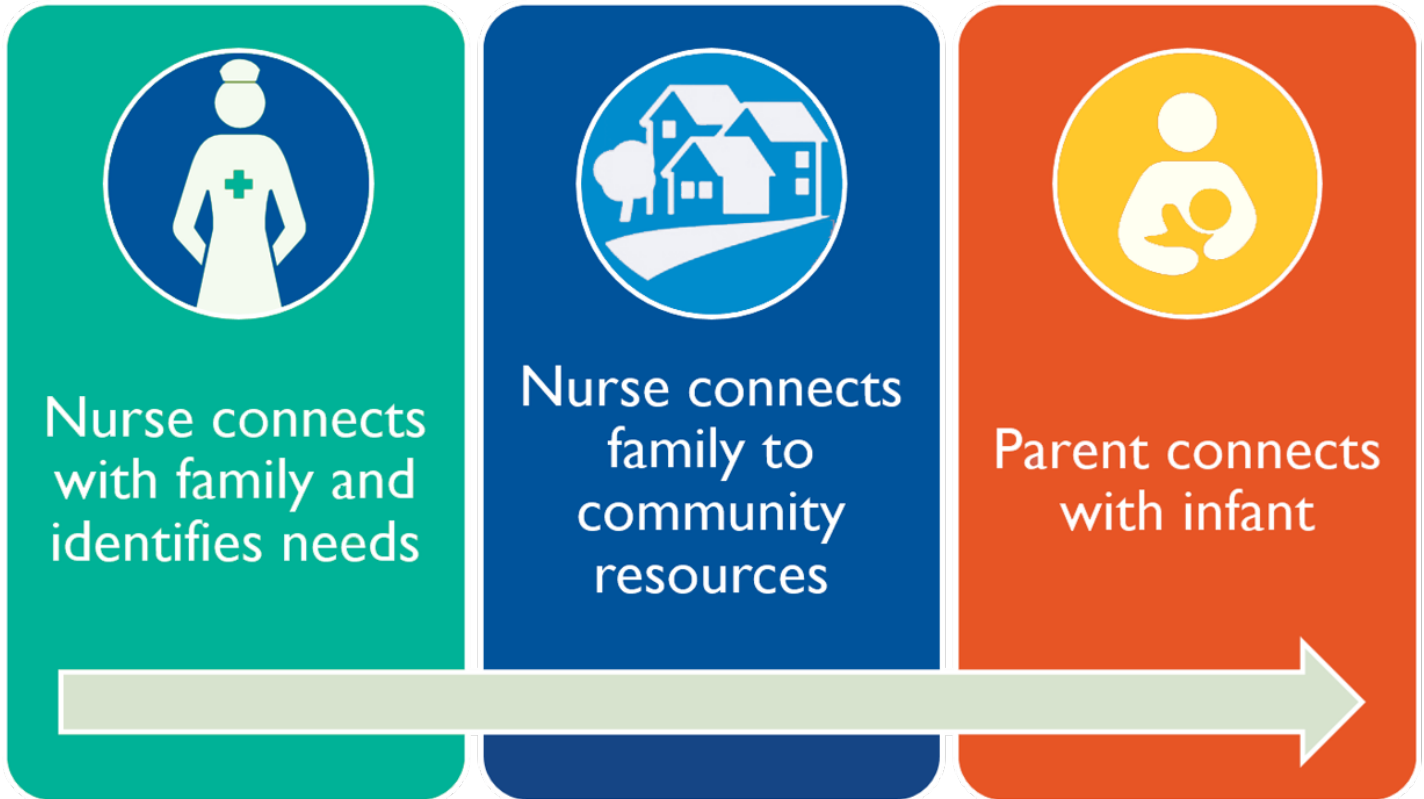 Nurse connects
with family and
identifies needs
Nurse connects
family to
community
resources
Parent connects
with infant